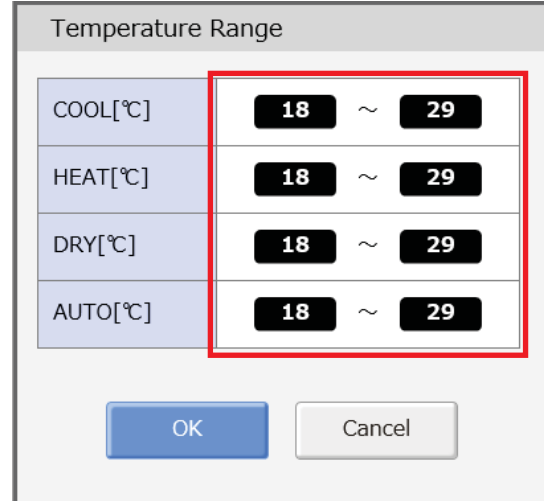 Temperature Range
COOL[℃] 18 ~ 29
HEAT[℃] 18 ~ 29
DRY[℃] 18 ~ 29
AUTO[℃] 18 ~ 29
OK Cancel